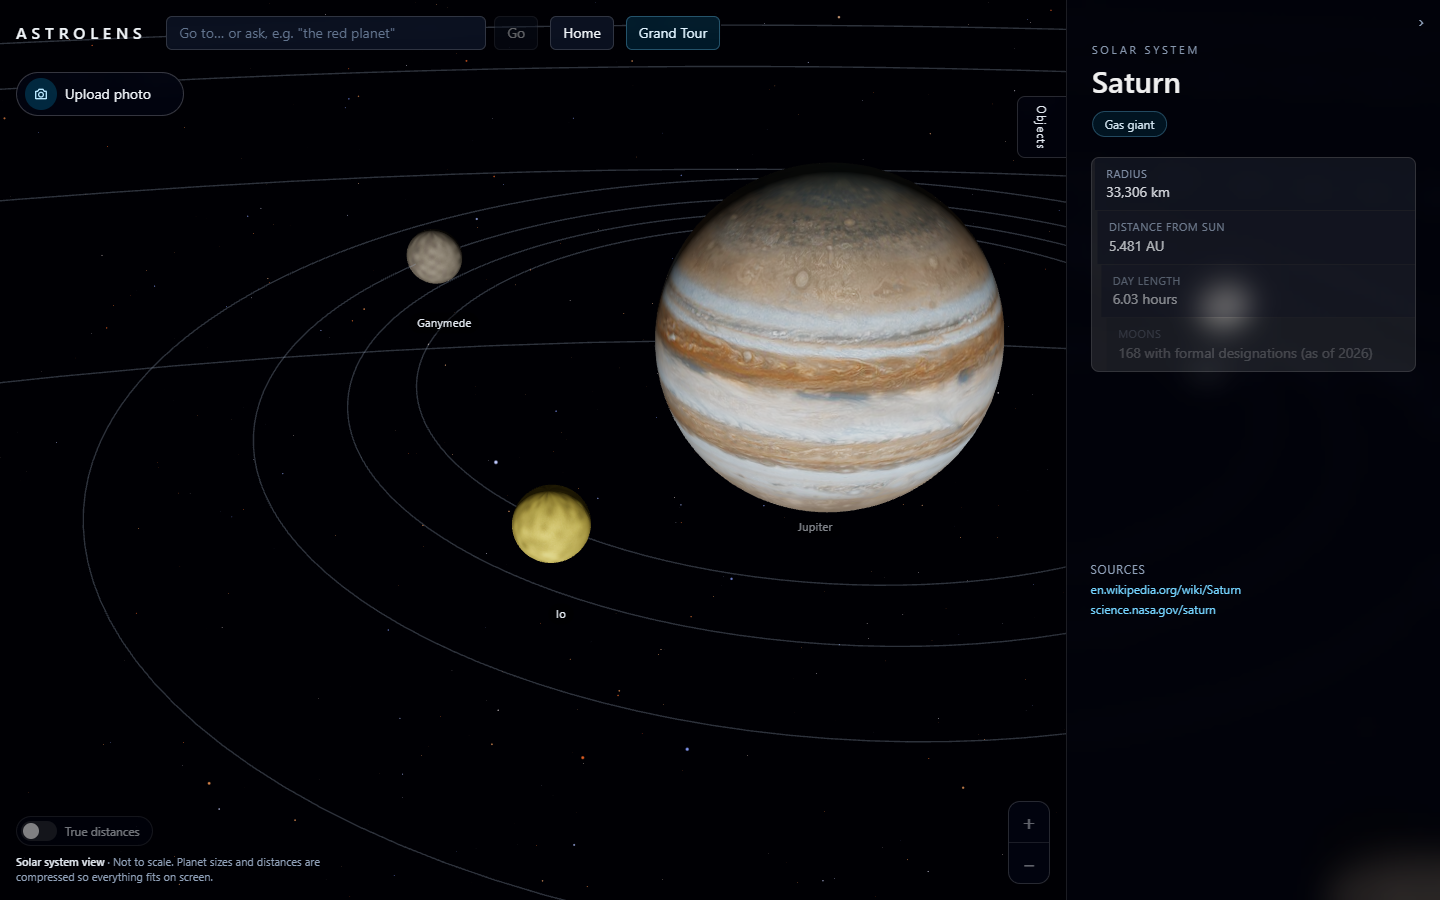 ASTROLENS
Go to... or ask, e.g. "the red planet"
Go
Home
Grand Tour
Upload photo
Objects
Ganymede
Io
Jupiter
True distances
Solar system view · Not to scale. Planet sizes and distances are
compressed so everything fits on screen.
+
−
›
SOLAR SYSTEM
Saturn
Gas giant
RADIUS
33,306 km
DISTANCE FROM SUN
5.481 AU
DAY LENGTH
6.03 hours
MOONS
168 with formal designations (as of 2026)
SOURCES
en.wikipedia.org/wiki/Saturn
science.nasa.gov/saturn